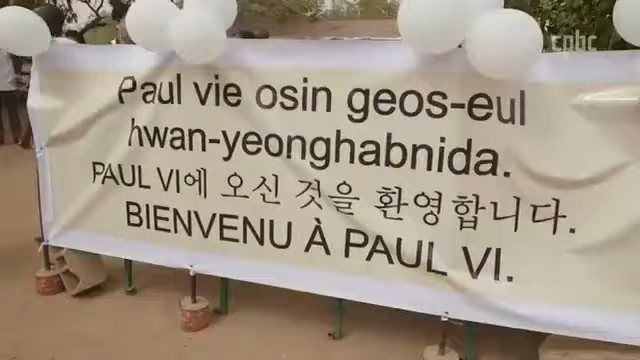 cpbc
Paul vie osin geos-eul
hwan-yeonghabnida.
PAUL VI에 오신 것을 환영합니다.
BIENVENU À PAUL VI.